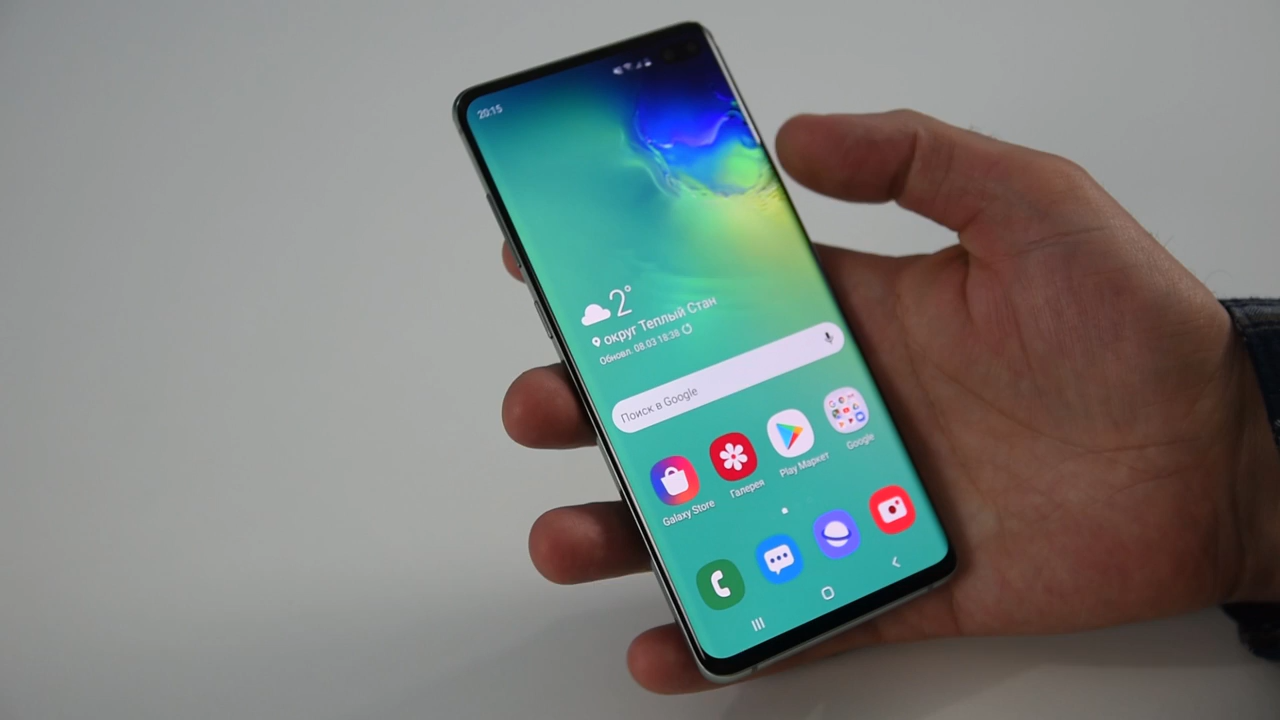 20:15
2°
округ Теплый Стан
Обновл. 08.03 18:38
Поиск в Google
Galaxy Store
Галерея
Play Маркет
Google